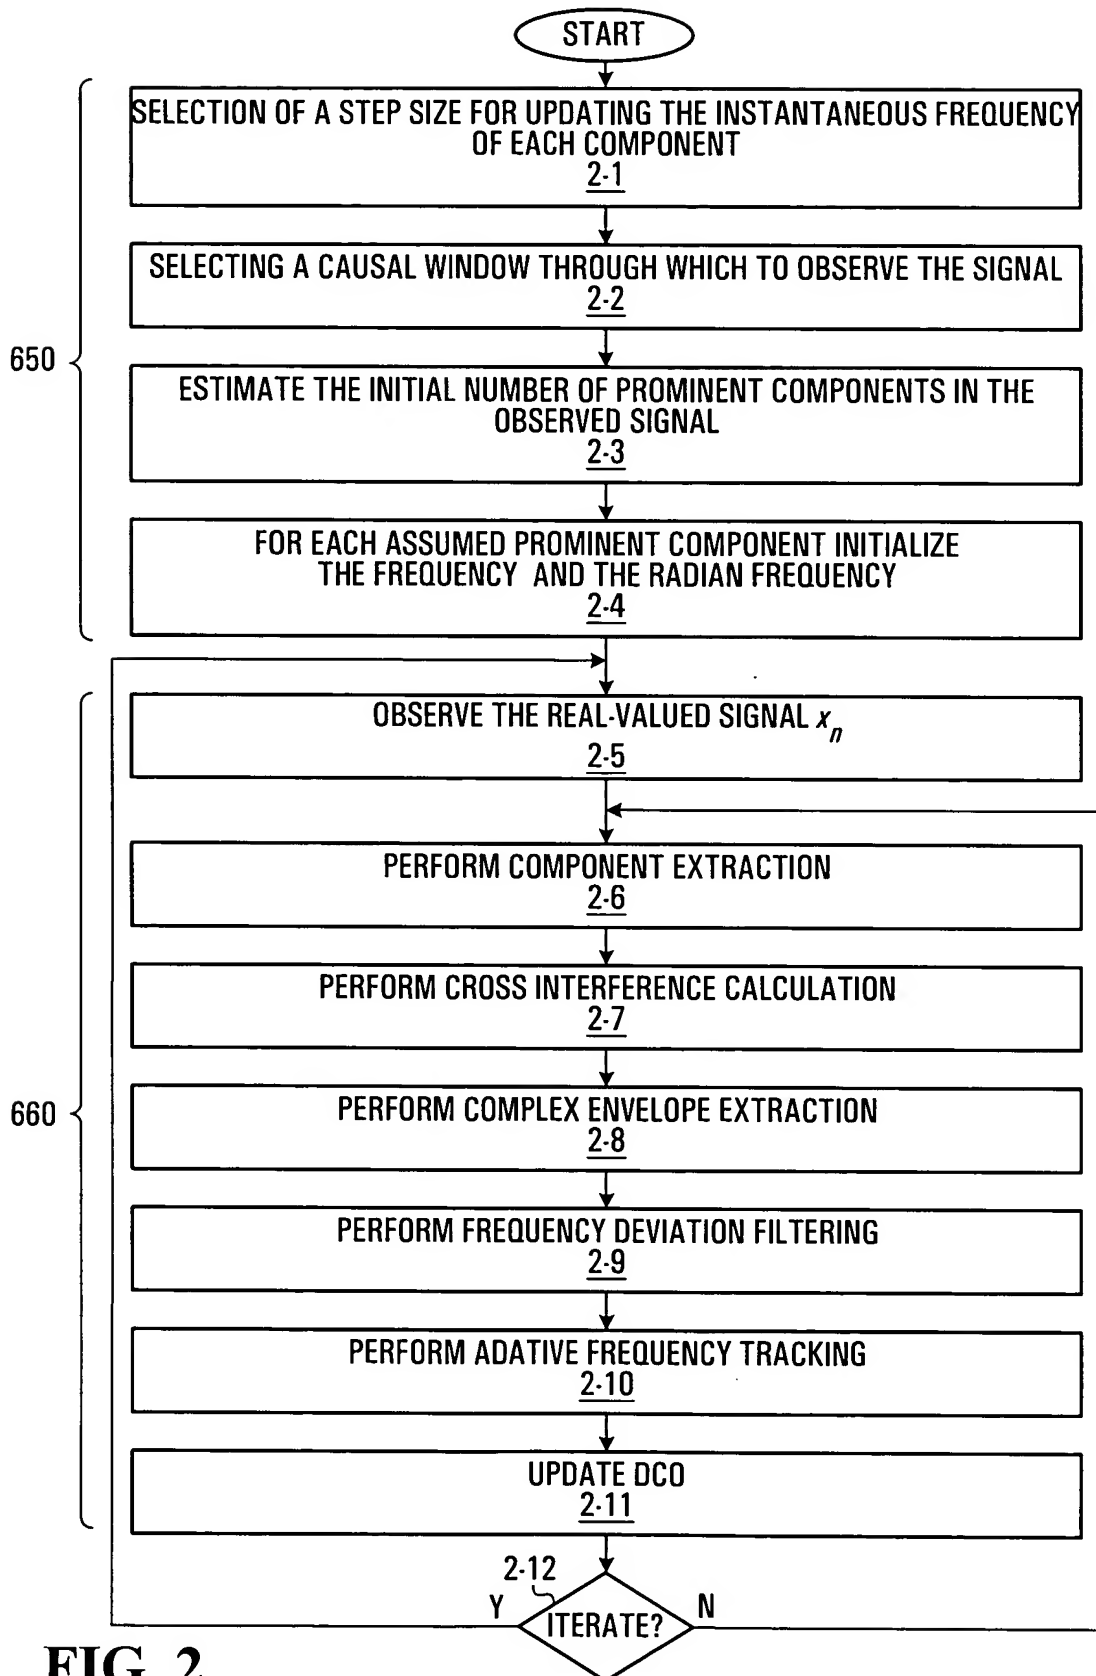 START
SELECTION OF A STEP SIZE FOR UPDATING THE INSTANTANEOUS FREQUENCY
OF EACH COMPONENT
2-1
SELECTING A CAUSAL WINDOW THROUGH WHICH TO OBSERVE THE SIGNAL
2-2
650
ESTIMATE THE INITIAL NUMBER OF PROMINENT COMPONENTS IN THE
OBSERVED SIGNAL
2-3
FOR EACH ASSUMED PROMINENT COMPONENT INITIALIZE
THE FREQUENCY AND THE RADIAN FREQUENCY
2-4
OBSERVE THE REAL-VALUED SIGNAL xn
2-5
PERFORM COMPONENT EXTRACTION
2-6
PERFORM CROSS INTERFERENCE CALCULATION
2-7
660
PERFORM COMPLEX ENVELOPE EXTRACTION
2-8
PERFORM FREQUENCY DEVIATION FILTERING
2-9
PERFORM ADATIVE FREQUENCY TRACKING
2-10
UPDATE DCO
2-11
2-12
Y ITERATE? N
FIG. 2